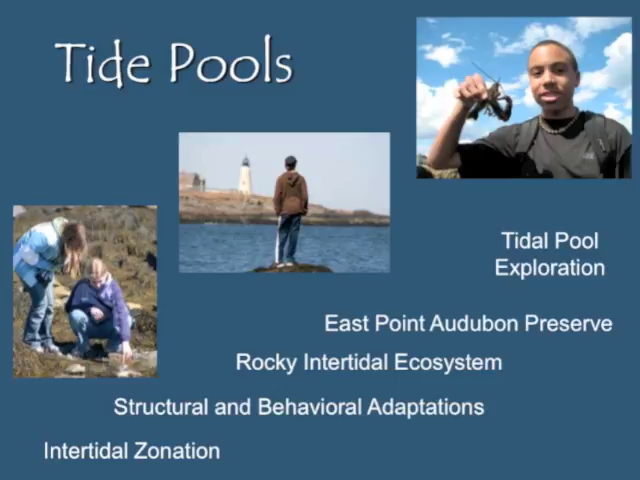 Tide Pools
Tidal Pool
Exploration
East Point Audubon Preserve
Rocky Intertidal Ecosystem
Structural and Behavioral Adaptations
Intertidal Zonation